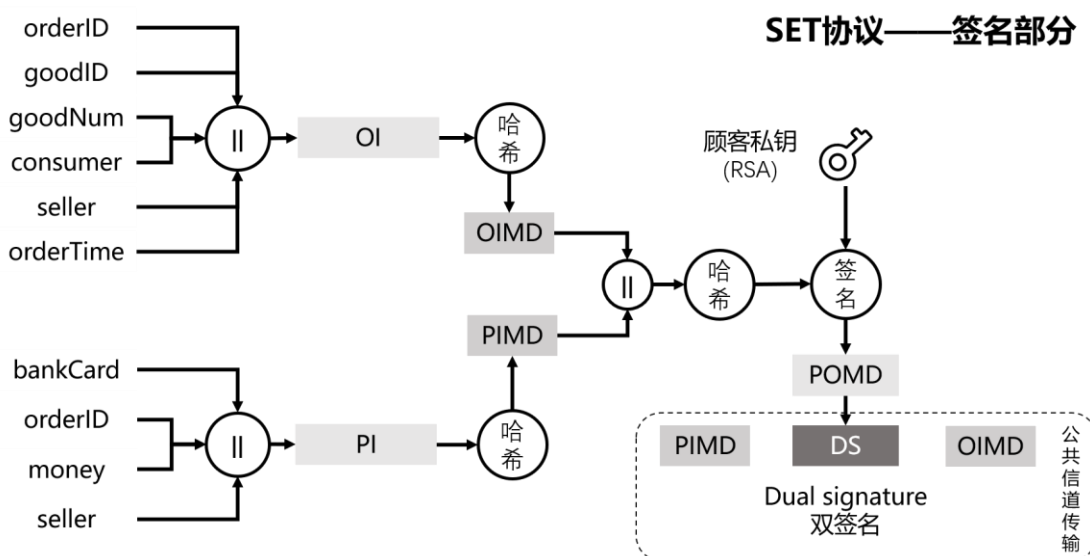 SET协议——签名部分
orderID
goodID
goodNum
consumer
seller
orderTime
||
OI
哈希
OIMD
顾客私钥
(RSA)
||
哈希
签名
PIMD
POMD
bankCard
orderID
money
seller
||
PI
哈希
PIMD
DS
OIMD
Dual signature
双签名
公共信道传输